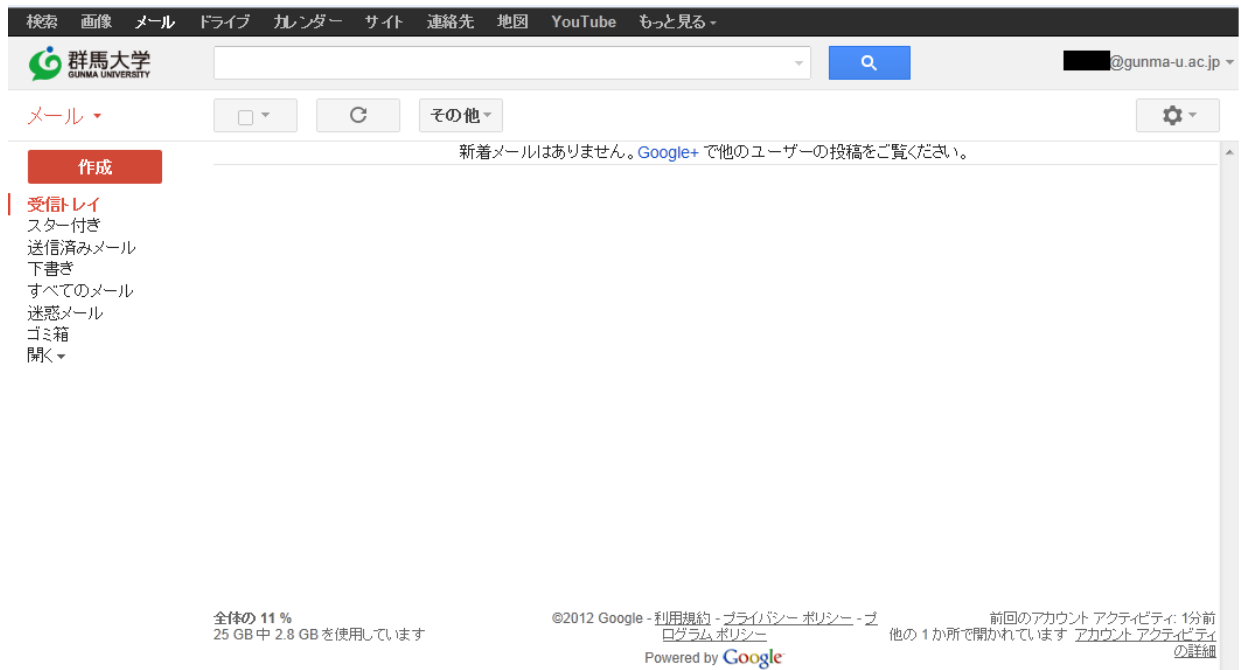 検索 画像 メール ドライブ カレンダー サイト 連絡先 地図 YouTube もっと見る
群馬大学
GUNMA UNIVERSITY
@gunma-u.ac.jp
メール
その他
作成
新着メールはありません。Google+ で他のユーザーの投稿をご覧ください。
受信トレイ
スター付き
送信済みメール
下書き
すべてのメール
迷惑メール
ゴミ箱
開く
全体の 11 %
25 GB 中 2.8 GB を使用しています
©2012 Google - 利用規約 - プライバシー ポリシー - プ
ログラム ポリシー
Powered by Google
前回のアカウント アクティビティ: 1分前
他の 1 か所で開かれています アカウント アクティビティ
の詳細